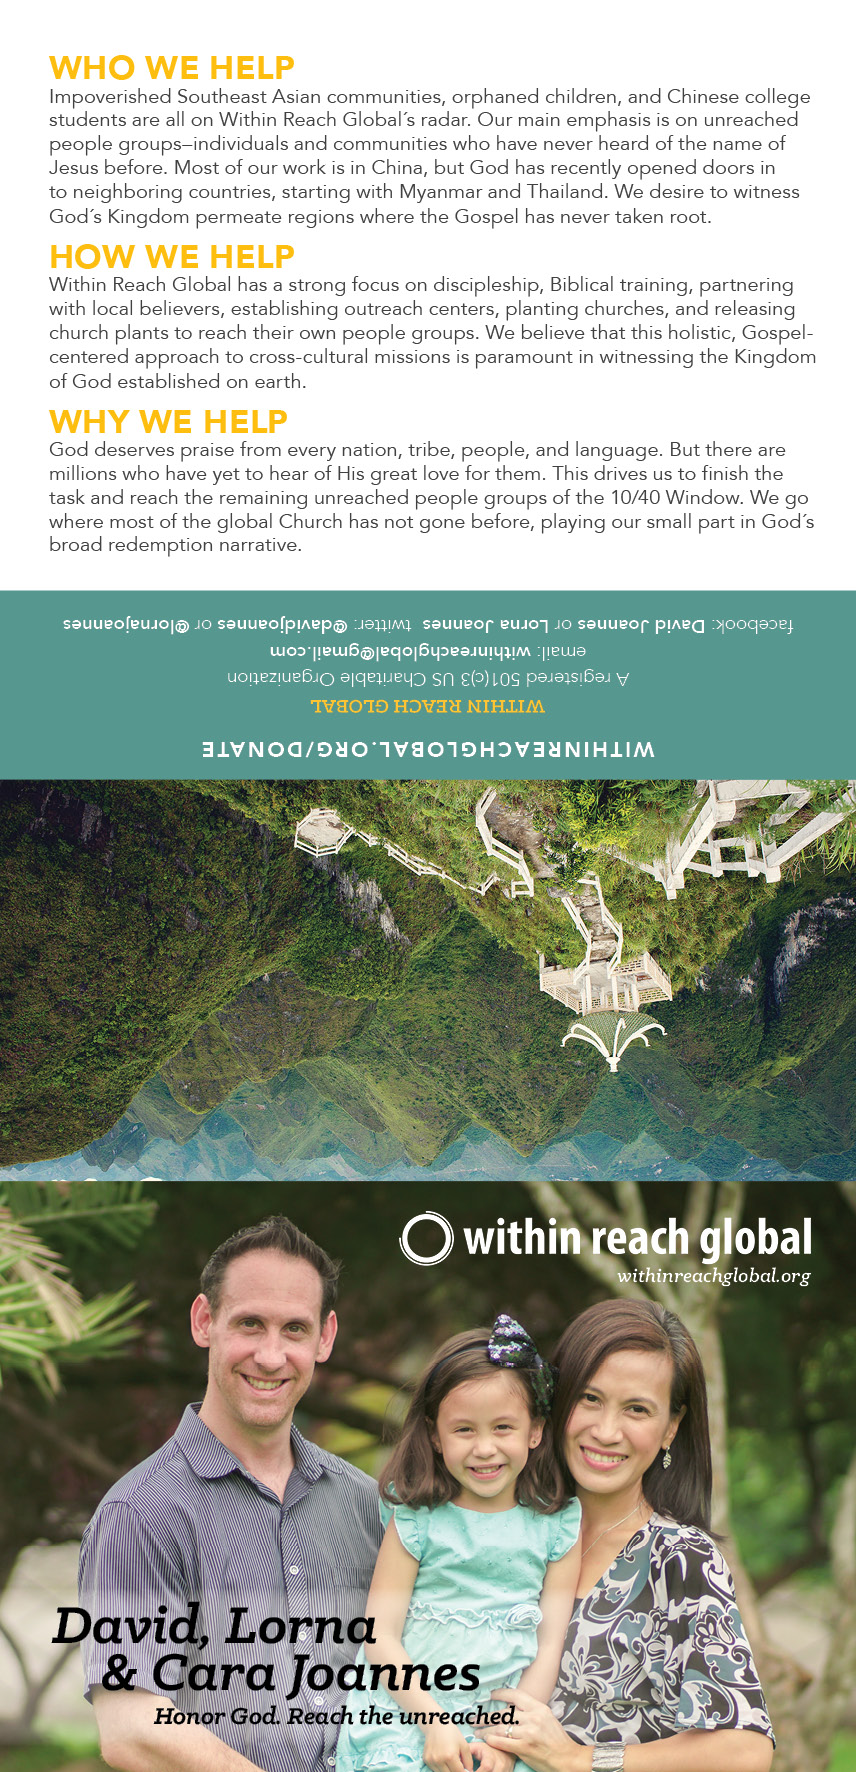 WHO WE HELP
Impoverished Southeast Asian communities, orphaned children, and Chinese college
students are all on Within Reach Global´s radar. Our main emphasis is on unreached
people groups–individuals and communities who have never heard of the name of
Jesus before. Most of our work is in China, but God has recently opened doors in
to neighboring countries, starting with Myanmar and Thailand. We desire to witness
God´s Kingdom permeate regions where the Gospel has never taken root.
HOW WE HELP
Within Reach Global has a strong focus on discipleship, Biblical training, partnering
with local believers, establishing outreach centers, planting churches, and releasing
church plants to reach their own people groups. We believe that this holistic, Gospel-
centered approach to cross-cultural missions is paramount in witnessing the Kingdom
of God established on earth.
WHY WE HELP
God deserves praise from every nation, tribe, people, and language. But there are
millions who have yet to hear of His great love for them. This drives us to finish the
task and reach the remaining unreached people groups of the 10/40 Window. We go
where most of the global Church has not gone before, playing our small part in God´s
broad redemption narrative.
WITHINREACHGLOBAL.ORG/DONATE
WITHIN REACH GLOBAL
A registered 501(c)3 US Charitable Organization
email: withinreachglobal@gmail.com
facebook: David Joannes or Lorna Joannes twitter: @davidjoannes or @lornajoannes
within reach global
withinreachglobal.org
David, Lorna
& Cara Joannes
Honor God. Reach the unreached.